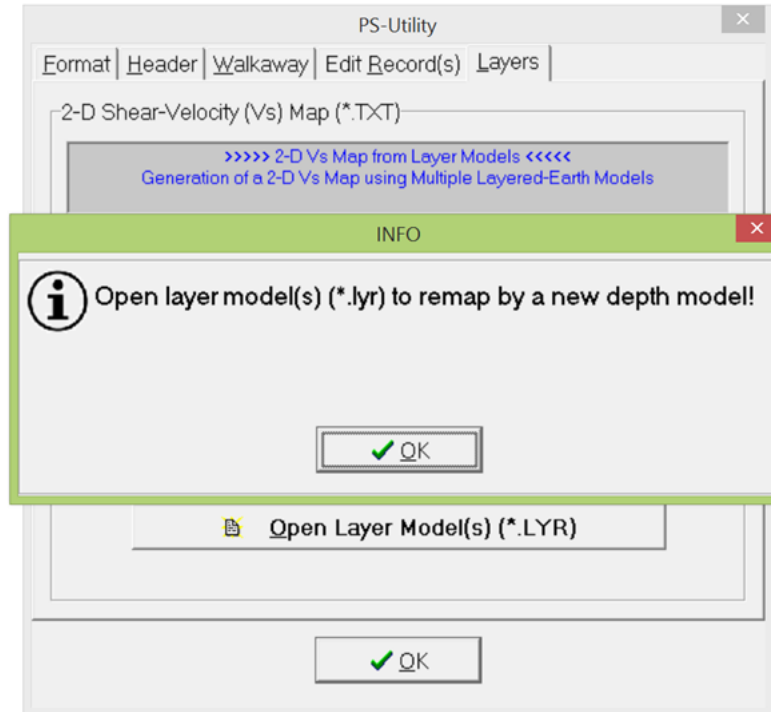 PS-Utility
Format Header Walkaway Edit Record(s) Layers
2-D Shear-Velocity (Vs) Map (*.TXT)
>>>>> 2-D Vs Map from Layer Models <<<<<
Generation of a 2-D Vs Map using Multiple Layered-Earth Models
INFO
Open layer model(s) (*.lyr) to remap by a new depth model!
OK
Open Layer Model(s) (*.LYR)
OK